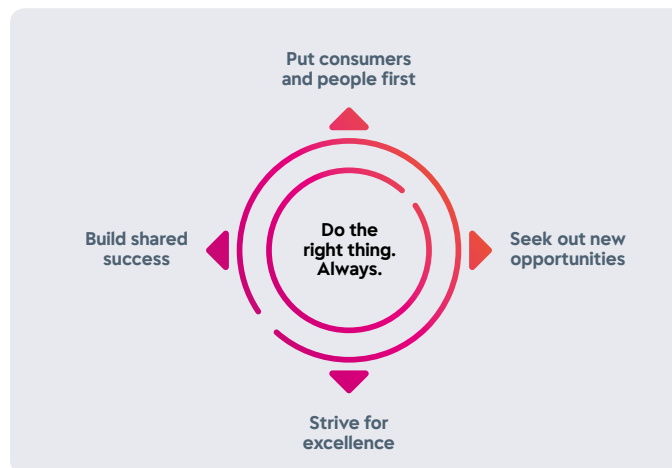 Put consumers
and people first
Build shared
success
Do the
right thing.
Always.
Seek out new
opportunities
Strive for
excellence